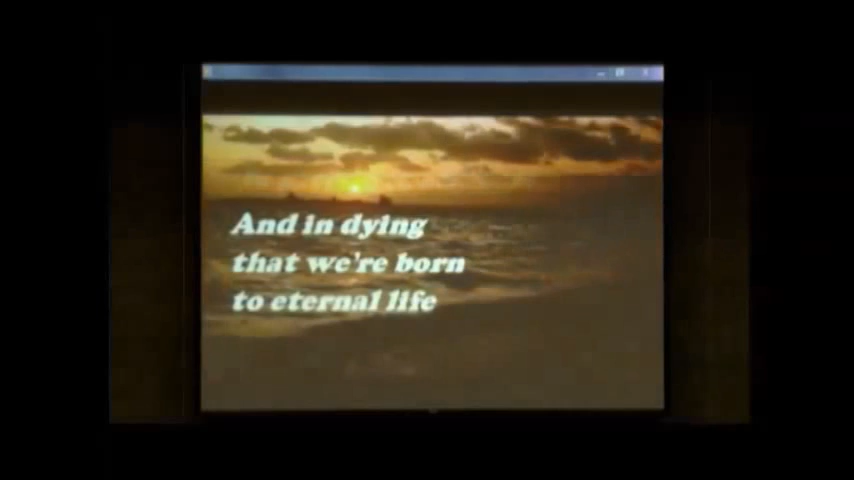 And in dying
that we're born
to eternal life